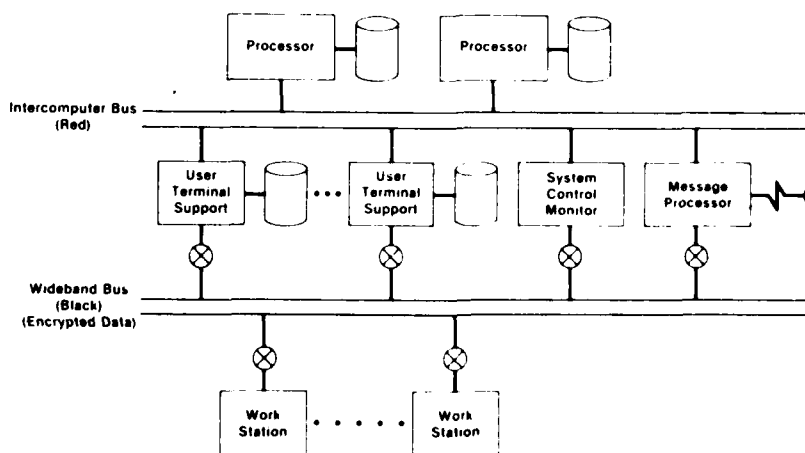 Processor
Processor
Intercomputer Bus
(Red)
User
Terminal
Support
User
Terminal
Support
System
Control
Monitor
Message
Processor
Wideband Bus
(Black)
(Encrypted Data)
Work
Station
Work
Station